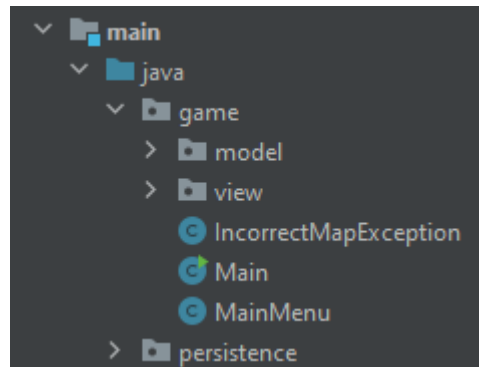 main
java
game
model
view
IncorrectMapException
Main
MainMenu
persistence